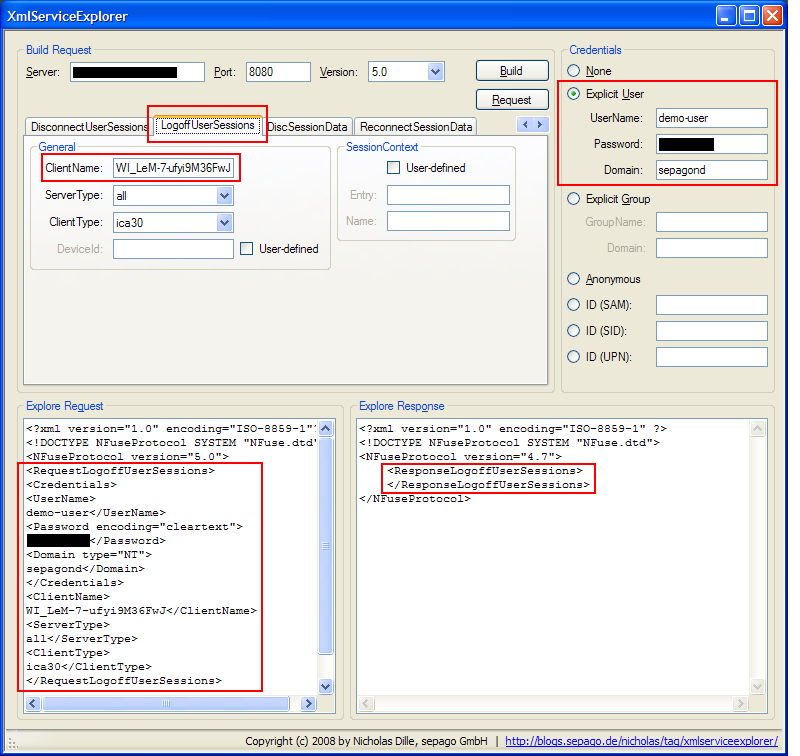 XmlServiceExplorer
Build Request
Server:
Port: 8080
Version: 5.0
Build
Request
DisconnectUserSessions LogoffUserSessions DiscSessionData ReconnectSessionData
General
ClientName: WI_LeM-7-ufyi9M36FwJ
ServerType: all
ClientType: ica30
DeviceId: User-defined
SessionContext
User-defined
Entry:
Name:
Credentials
None
Explicit User
UserName: demo-user
Password:
Domain: sepagond
Explicit Group
GroupName:
Domain:
Anonymous
ID (SAM):
ID (SID):
ID (UPN):
Explore Request
<?xml version="1.0" encoding="ISO-8859-1"?
<!DOCTYPE NFuseProtocol SYSTEM "NFuse.dtd"
<NFuseProtocol version="5.0">
<RequestLogoffUserSessions>
<Credentials>
<UserName>
demo-user</UserName>
<Password encoding="cleartext">
</Password>
<Domain type="NT">
sepagond</Domain>
</Credentials>
<ClientName>
WI_LeM-7-ufyi9M36FwJ</ClientName>
<ServerType>
all</ServerType>
<ClientType>
ica30</ClientType>
</RequestLogoffUserSessions>
Explore Response
<?xml version="1.0" encoding="ISO-8859-1" ?>
<!DOCTYPE NFuseProtocol SYSTEM "NFuse.dtd">
<NFuseProtocol version="4.7">
<ResponseLogoffUserSessions>
</ResponseLogoffUserSessions>
</NFuseProtocol>
Copyright (c) 2008 by Nicholas Dille, sepago GmbH | http://blogs.sepago.de/nicholas/tag/xmlserviceexplorer/